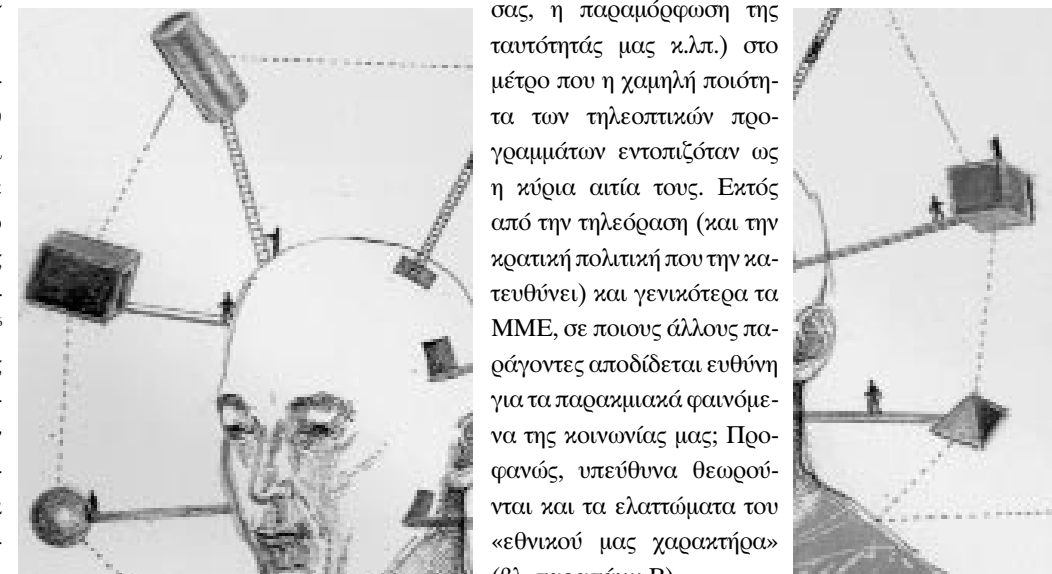 σας, η παραμόρφωση της
ταυτότητάς μας κ.λπ.) στο
μέτρο που η χαμηλή ποιότη-
τα των τηλεοπτικών προ-
γραμμάτων εντοπιζόταν ως
η κύρια αιτία τους. Εκτός
από την τηλεόραση (και την
κρατική πολιτική που την κα-
τευθύνει) και γενικότερα τα
ΜΜΕ, σε ποιους άλλους πα-
ράγοντες αποδίδεται ευθύνη
για τα παρακμιακά φαινόμε-
να της κοινωνίας μας; Προ-
φανώς, υπεύθυνα θεωρού-
νται και τα ελαττώματα του
«εθνικού μας χαρακτήρα»